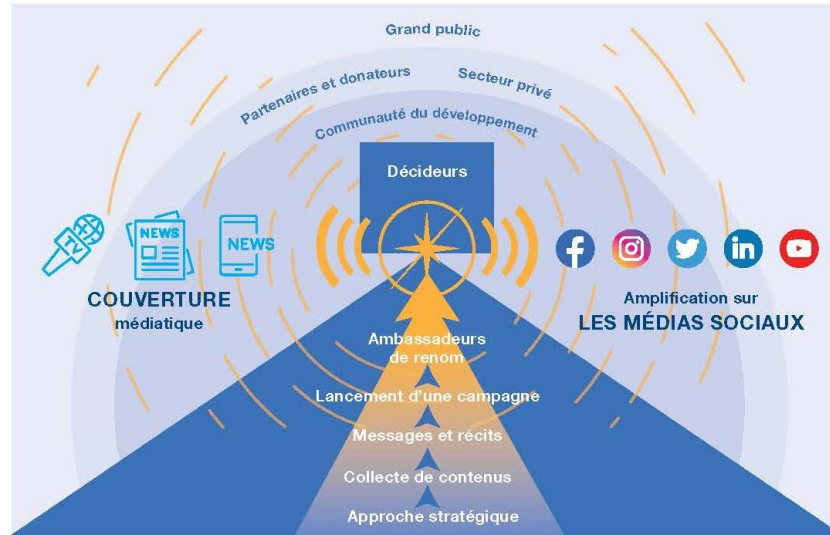 Grand public
Partenaires et donateurs
Secteur privé
Communauté du développement
Décideurs
TV
NEWS
NEWS
COUVERTURE
médiatique
f
in
Amplification sur
LES MÉDIAS SOCIAUX
Ambassadeurs
de renom
Lancement d'une campagne
Messages et récits
Collecte de contenus
Approche stratégique